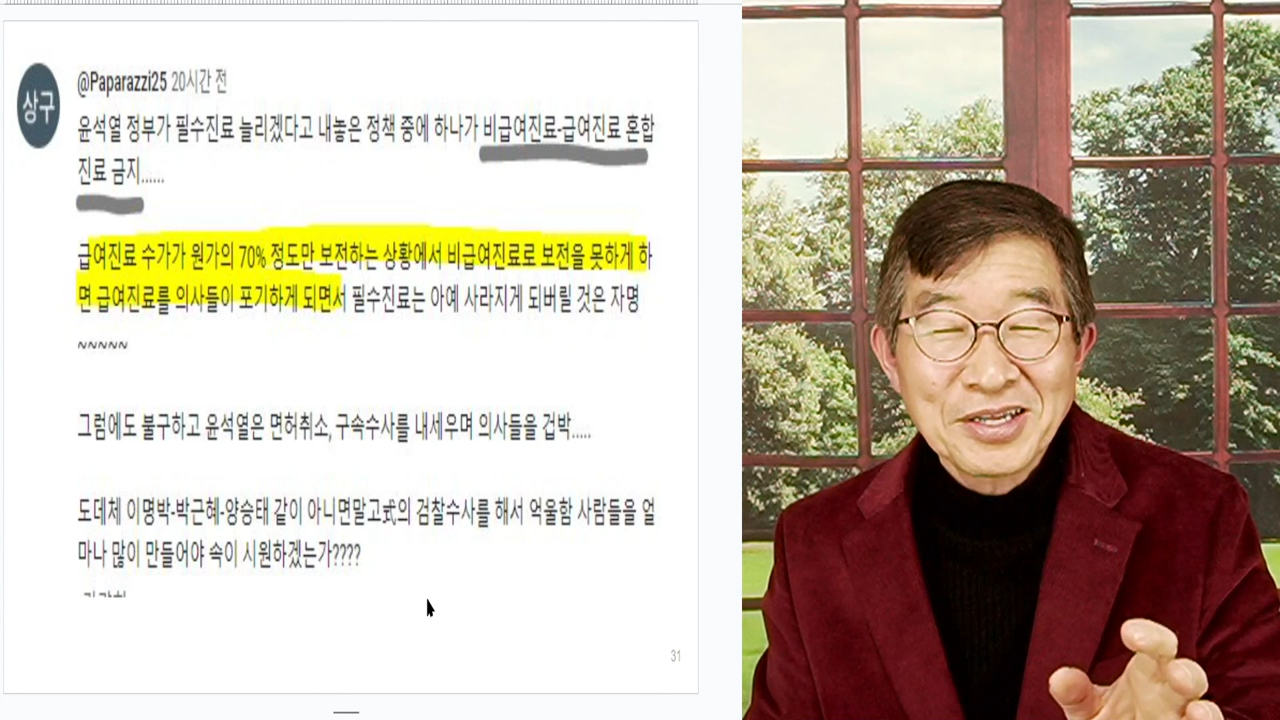 상구
@Paparazzi25 20시간 전
윤석열 정부가 필수진료 늘리겠다고 내놓은 정책 중에 하나가 비급여진료-급여진료 혼합
진료 금지......
급여진료 수가가 원가의 70% 정도만 보전하는 상황에서 비급여진료로 보전을 못하게 하
면 급여진료를 의사들이 포기하게 되면서 필수진료는 아예 사라지게 되버릴 것은 자명
~~~~~
그럼에도 불구하고 윤석열은 면허취소, 구속수사를 내세우며 의사들을 겁박.....
도데체 이명박-박근혜-양승태 같이 아니면말고式의 검찰수사를 해서 억울함 사람들을 얼
마나 많이 만들어야 속이 시원하겠는가????
31